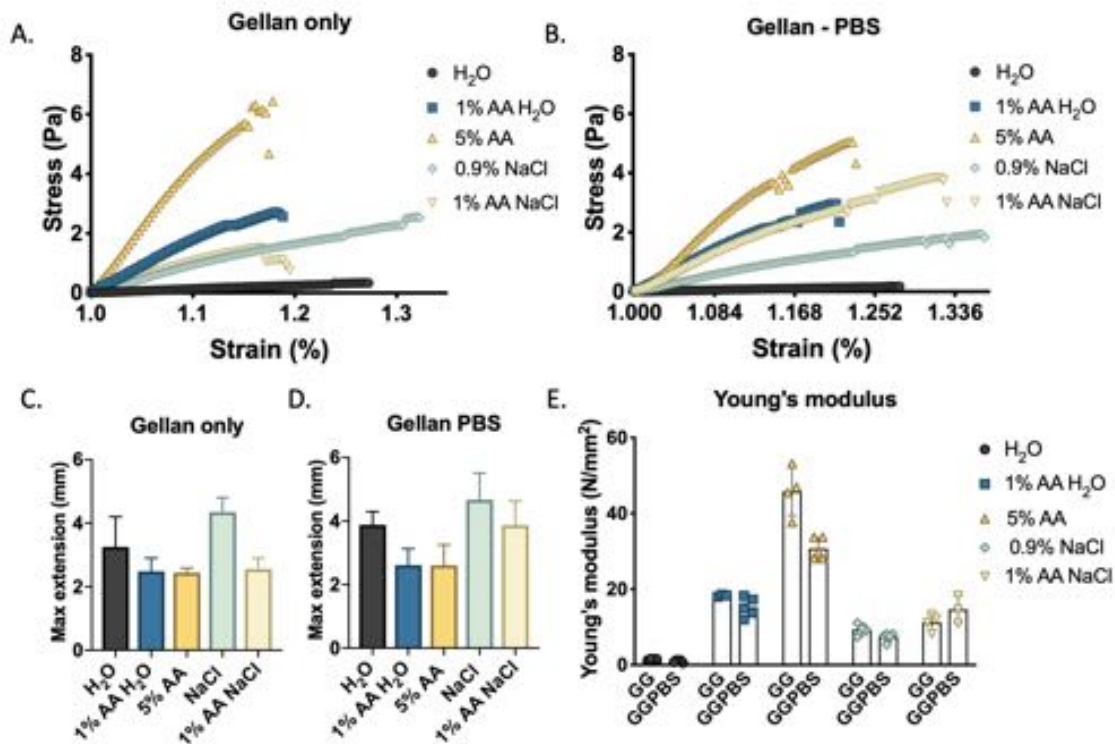 A.
Gellan only
Stress (Pa)
8
6
4
2
0
1.0
1.1
1.2
1.3
Strain (%)
H₂O
1% AA H₂O
5% AA
0.9% NaCl
1% AA NaCl
B.
Gellan - PBS
Stress (Pa)
8
6
4
2
0
1.000
1.084
1.168
1.252
1.336
Strain (%)
H₂O
1% AA H₂O
5% AA
0.9% NaCl
1% AA NaCl
C.
Gellan only
Max extension (mm)
6
4
2
0
H₂O
1% AA H₂O
5% AA
NaCl
1% AA NaCl
D.
Gellan PBS
Max extension (mm)
6
4
2
0
H₂O
1% AA H₂O
5% AA
NaCl
1% AA NaCl
E.
Young's modulus
Young's modulus (N/mm²)
60
40
20
0
GG
GGPBS
GG
GGPBS
GG
GGPBS
GG
GGPBS
GG
GGPBS
H₂O
1% AA H₂O
5% AA
0.9% NaCl
1% AA NaCl